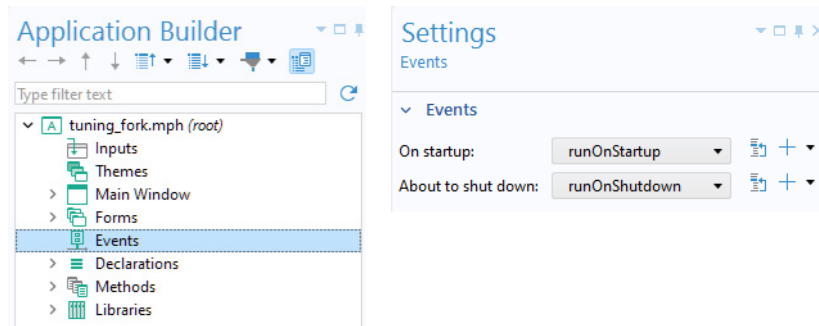 Application Builder
Type filter text
A tuning_fork.mph (root)
Inputs
Themes
Main Window
Forms
Events
Declarations
Methods
Libraries
Settings
Events
Events
On startup: runOnStartup
About to shut down: runOnShutdown